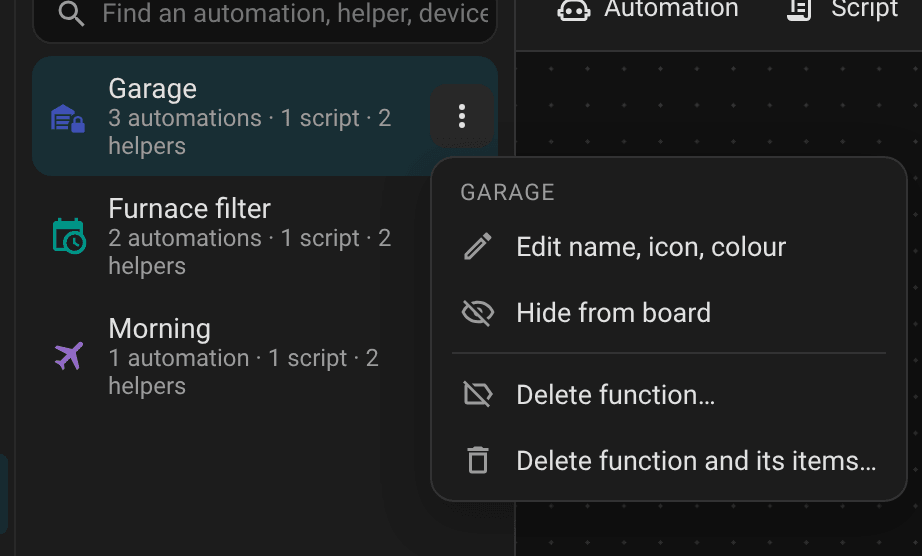 Find an automation, helper, device
Automation
Script
Garage
3 automations · 1 script · 2
helpers
GARAGE
Furnace filter
2 automations · 1 script · 2
helpers
Edit name, icon, colour
Hide from board
Morning
1 automation · 1 script · 2
helpers
Delete function…
Delete function and its items…